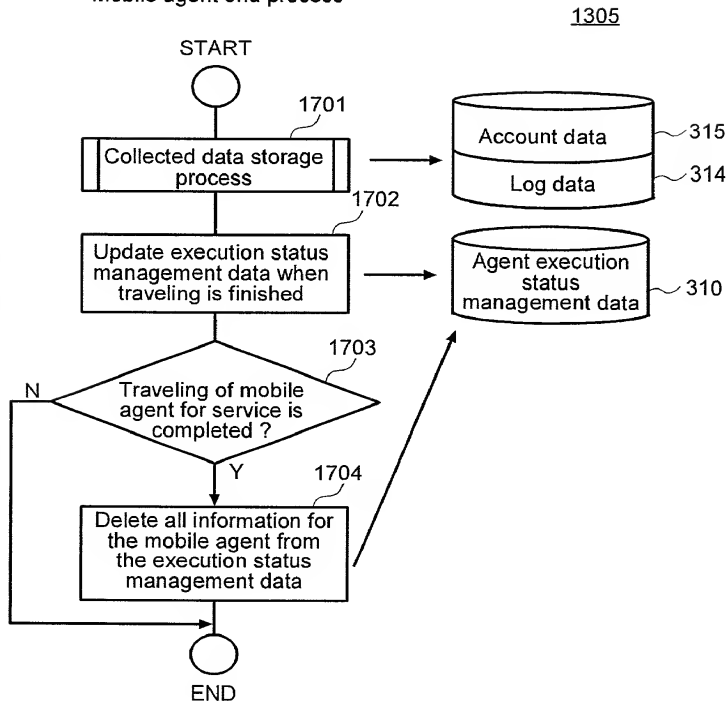 Mobile agent end process
1305
START
1701
Collected data storage
process
Account data
315
Log data
314
1702
Update execution status
management data when
traveling is finished
Agent execution
status
management data
310
1703
N
Traveling of mobile
agent for service is
completed ?
Y
1704
Delete all information for
the mobile agent from
the execution status
management data
END